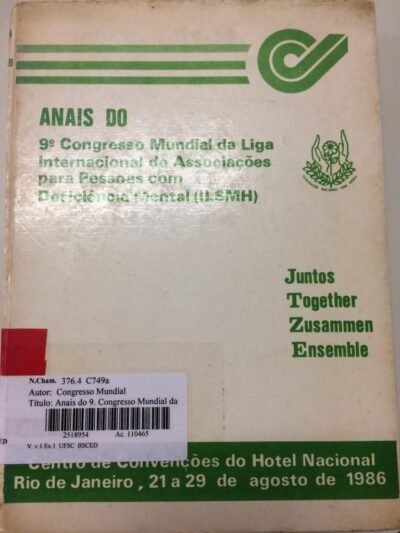 ANAIS DO
9º Congresso Mundial da Liga
Internacional de Associações
para Pessoas com
Deficiência Mental (ILSMH)
Juntos
Together
Zusammen
Ensemble
N.Cham. 376.4 C749a
Autor: Congresso Mundial
Título: Anais do 9. Congresso Mundial da
2518954 Ac. 110465
V. v.1 Ex.1 UFSC BSCED
Centro de Convenções do Hotel Nacional
Rio de Janeiro, 21 a 29 de agosto de 1986